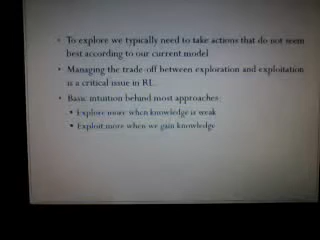 • To explore we typically need to take actions that do not seem
best according to our current model
• Managing the trade-off between exploration and exploitation
is a critical issue in RL
• Basic intuition behind most approaches:
• Explore more when knowledge is weak
• Exploit more when we gain knowledge